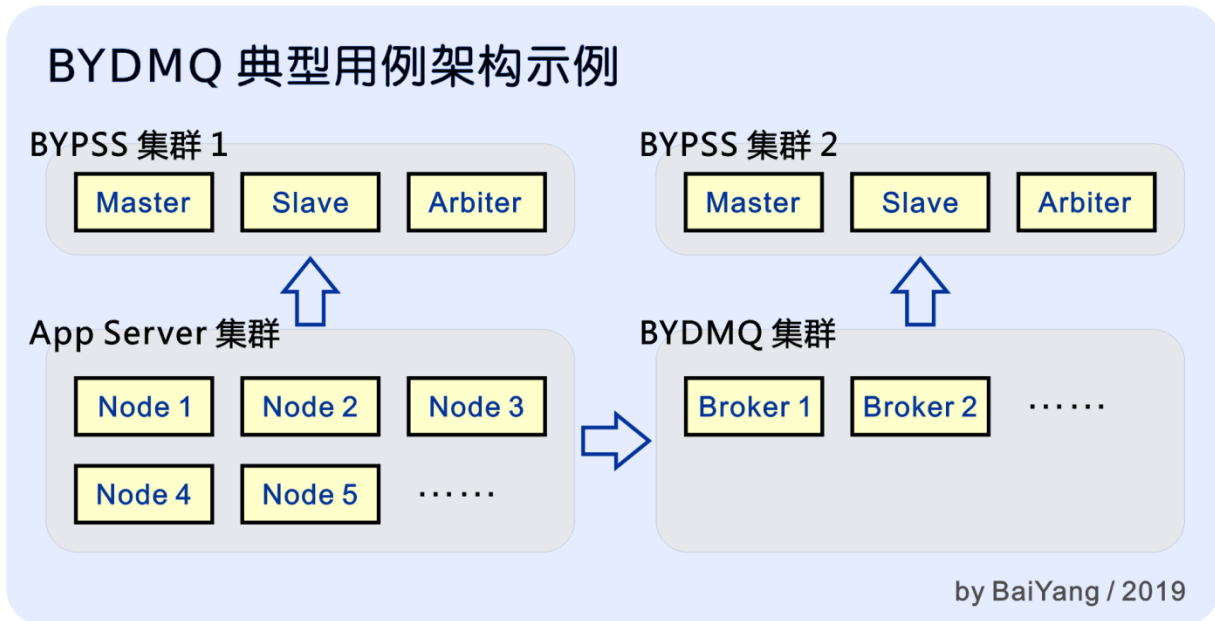 BYDMQ 典型用例架构示例
BYPSS 集群 1
Master
Slave
Arbiter
BYPSS 集群 2
Master
Slave
Arbiter
App Server 集群
Node 1
Node 2
Node 3
Node 4
Node 5
······
BYDMQ 集群
Broker 1
Broker 2
······
by BaiYang / 2019